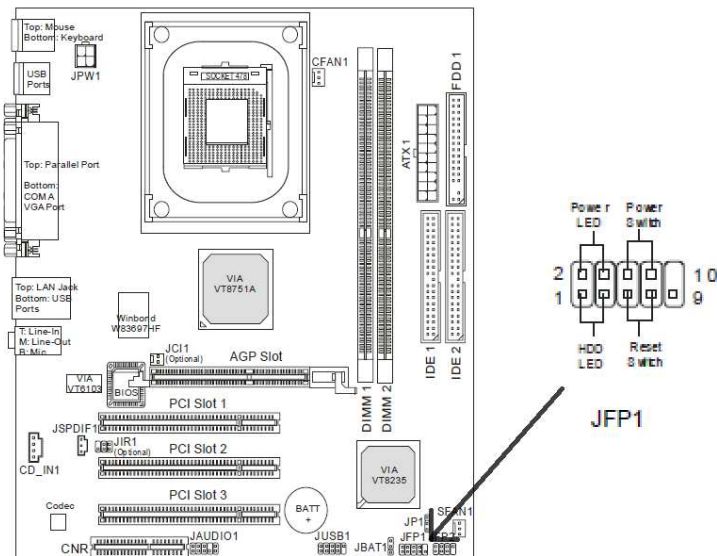 Top: Mouse
Bottom: Keyboard
JPW1
USB
Ports
SOCKET 478
CFAN1
FDD 1
ATX1
Top: Parallel Port
Bottom:
COM A
VGA Port
Top: LAN Jack
Bottom: USB
Ports
T: Line-In
M: Line-Out
B: Mic
VIA
VT8751A
Winbond
W83697HF
JCI1
(Optional)
AGP Slot
VIA
VT6103
BIOS
IDE 1
IDE 2
DIMM 1
DIMM 2
PCI Slot 1
JSPDIF1
JIR1
(Optional)
CD_IN1
PCI Slot 2
VIA
VT8235
Codec
PCI Slot 3
BATT
+
CNR
JAUDIO1
JUSB1
JBAT1
JP1
JFP1
SFAN1
Power
LED
Power
Switch
2
10
1
9
HDD
LED
Reset
Switch
JFP1